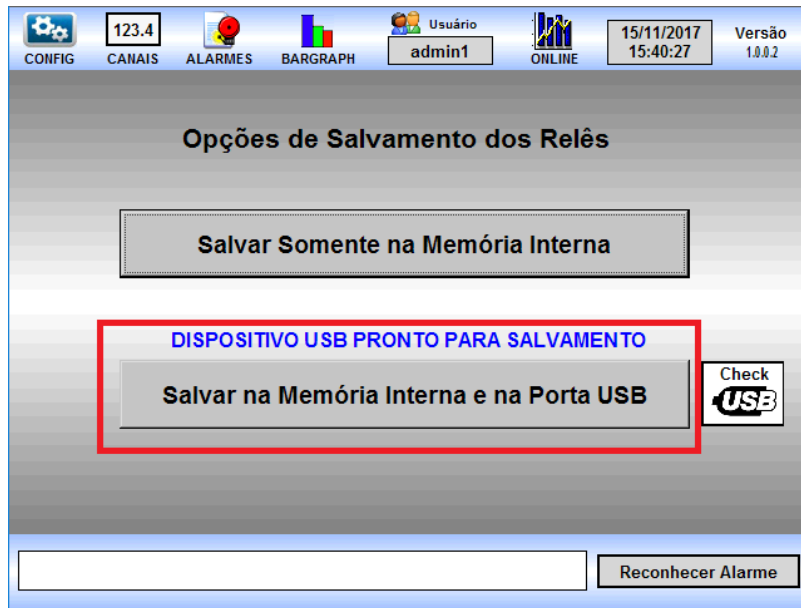 CONFIG
123.4
CANAIS
ALARMES
BARGRAPH
Usuário
admin1
ONLINE
15/11/2017
15:40:27
Versão
1.0.0.2
Opções de Salvamento dos Relês
Salvar Somente na Memória Interna
DISPOSITIVO USB PRONTO PARA SALVAMENTO
Salvar na Memória Interna e na Porta USB
Check
USB
Reconhecer Alarme